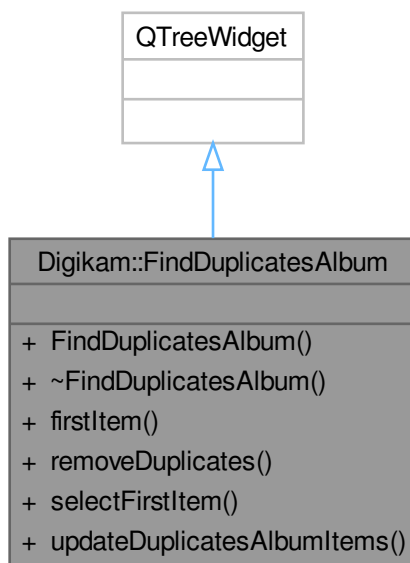 QTreeWidget
Digikam::FindDuplicatesAlbum
+ FindDuplicatesAlbum()
+ ~FindDuplicatesAlbum()
+ firstItem()
+ removeDuplicates()
+ selectFirstItem()
+ updateDuplicatesAlbumItems()